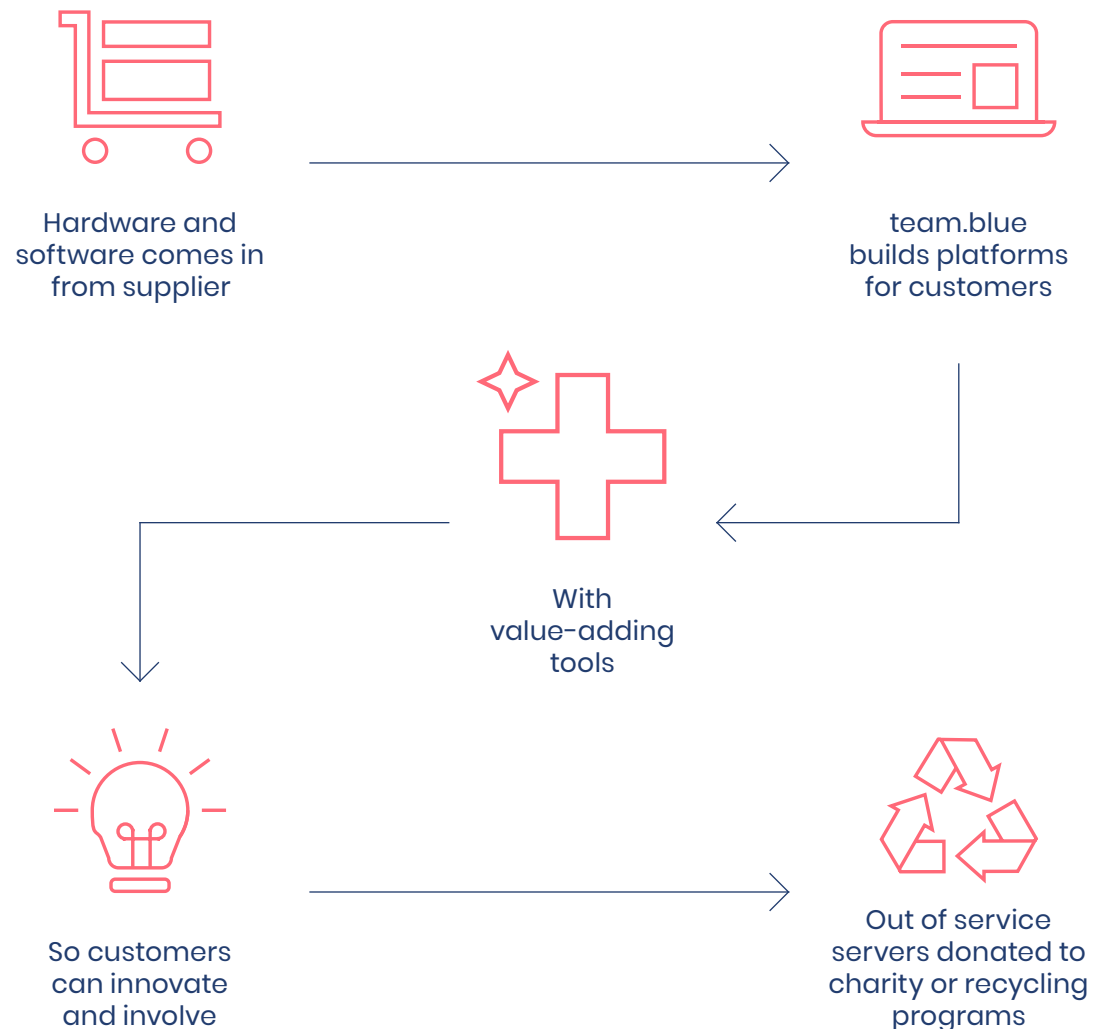 Hardware and
software comes in
from supplier
team.blue
builds platforms
for customers
With
value-adding
tools
So customers
can innovate
and involve
Out of service
servers donated to
charity or recycling
programs